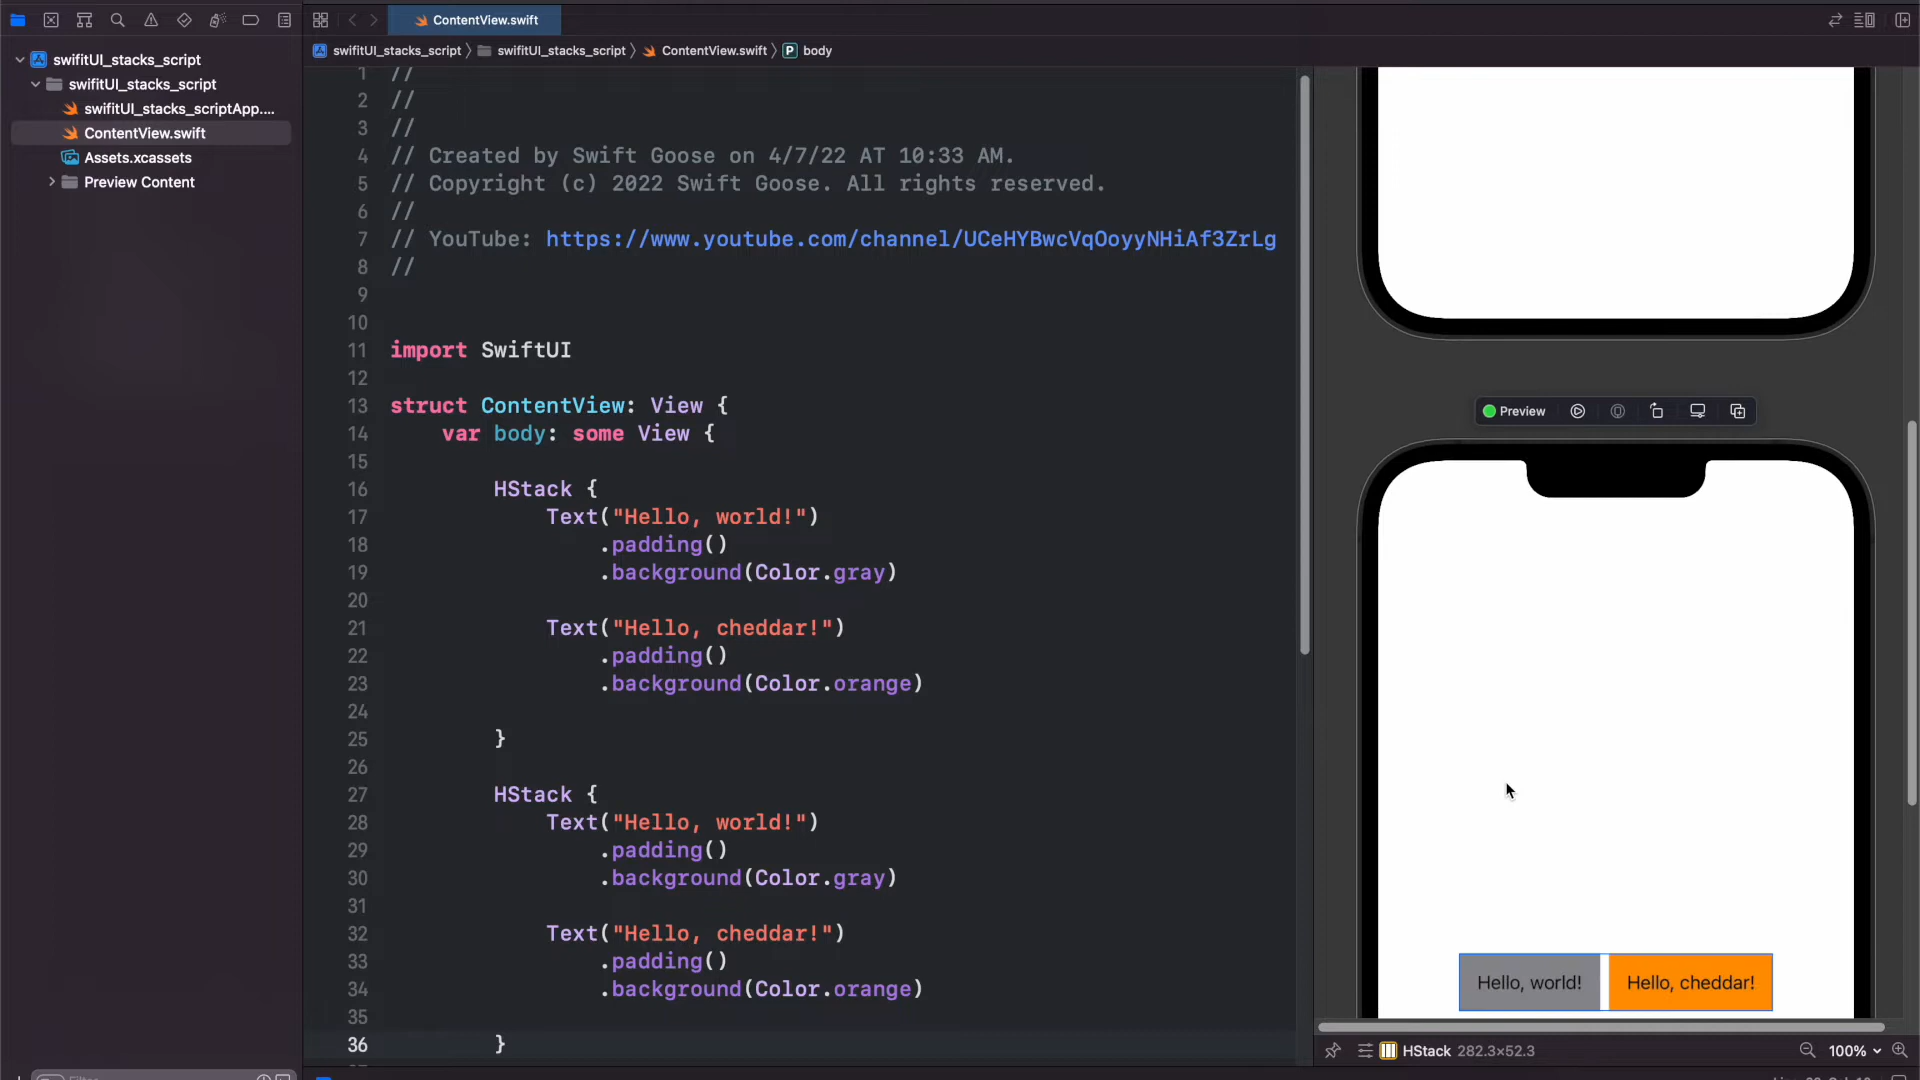 ContentView.swift
swifitUI_stacks_script
swifitUI_stacks_script
ContentView.swift
P body
swifitUI_stacks_script
swifitUI_stacks_script
swifitUI_stacks_scriptApp....
ContentView.swift
Assets.xcassets
Preview Content
1 //
2 //
3 //
4 // Created by Swift Goose on 4/7/22 AT 10:33 AM.
5 // Copyright (c) 2022 Swift Goose. All rights reserved.
6 //
7 // YouTube: https://www.youtube.com/channel/UCeHYBwcVqOoyyNHiAf3ZrLg
8 //
9
10
11 import SwiftUI
12
13 struct ContentView: View {
14 var body: some View {
15
16 HStack {
17 Text("Hello, world!")
18 .padding()
19 .background(Color.gray)
20
21 Text("Hello, cheddar!")
22 .padding()
23 .background(Color.orange)
24
25 }
26
27 HStack {
28 Text("Hello, world!")
29 .padding()
30 .background(Color.gray)
31
32 Text("Hello, cheddar!")
33 .padding()
34 .background(Color.orange)
35
36 }
Preview
Hello, world!
Hello, cheddar!
HStack 282.3×52.3
100%